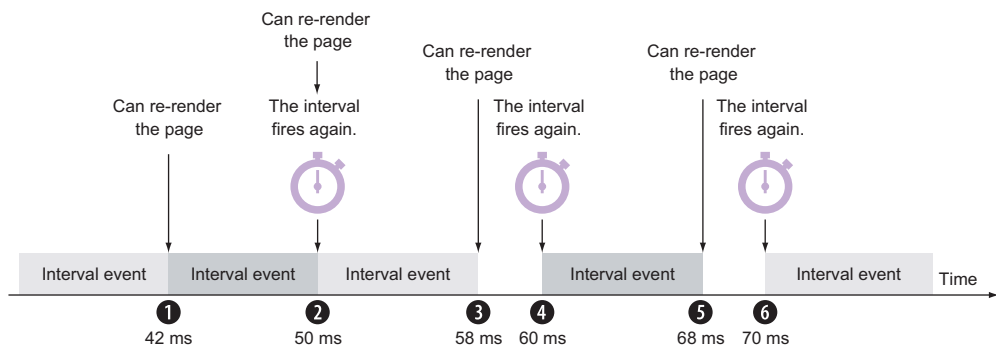 Can re-render
the page
Can re-render
the page
Can re-render
the page
Can re-render
the page
The interval
fires again.
The interval
fires again.
The interval
fires again.
Interval event
Interval event
Interval event
Interval event
Interval event
Time
1
2
3
4
5
6
42 ms
50 ms
58 ms
60 ms
68 ms
70 ms